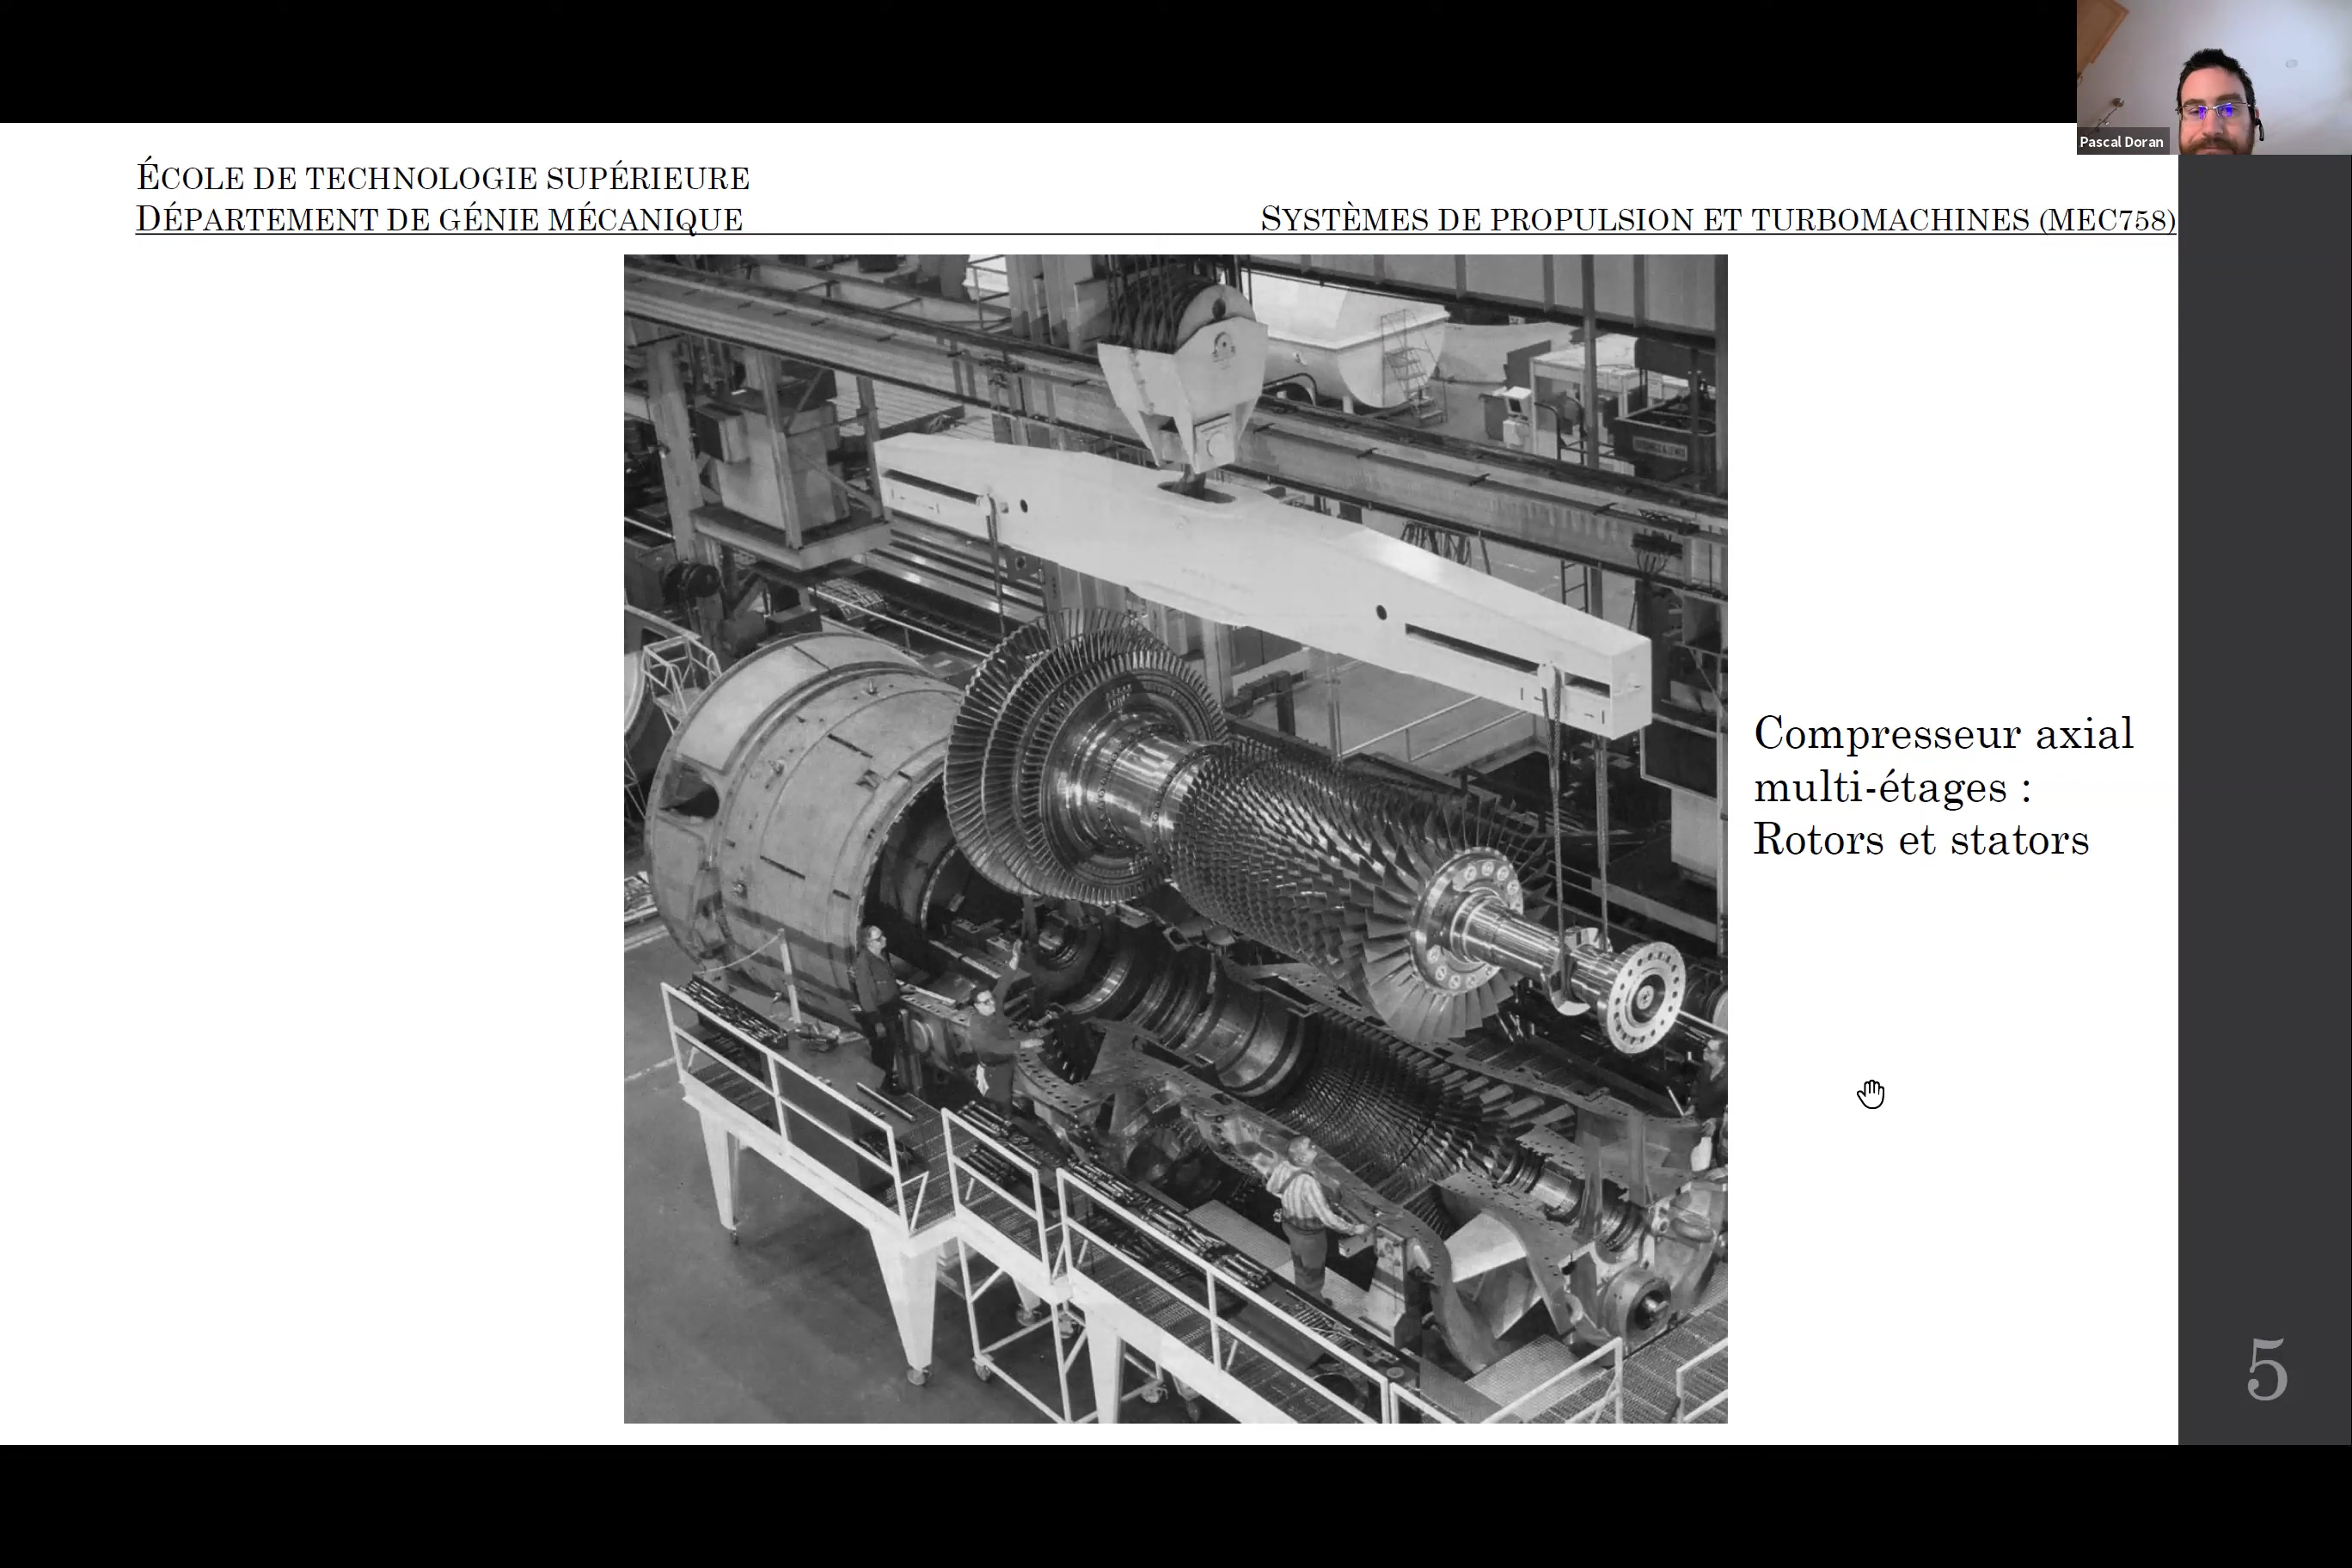 Pascal Doran
ÉCOLE DE TECHNOLOGIE SUPÉRIEURE
DÉPARTEMENT DE GÉNIE MÉCANIQUE
SYSTÈMES DE PROPULSION ET TURBOMACHINES (MEC758)
Compresseur axial
multi-étages :
Rotors et stators
5